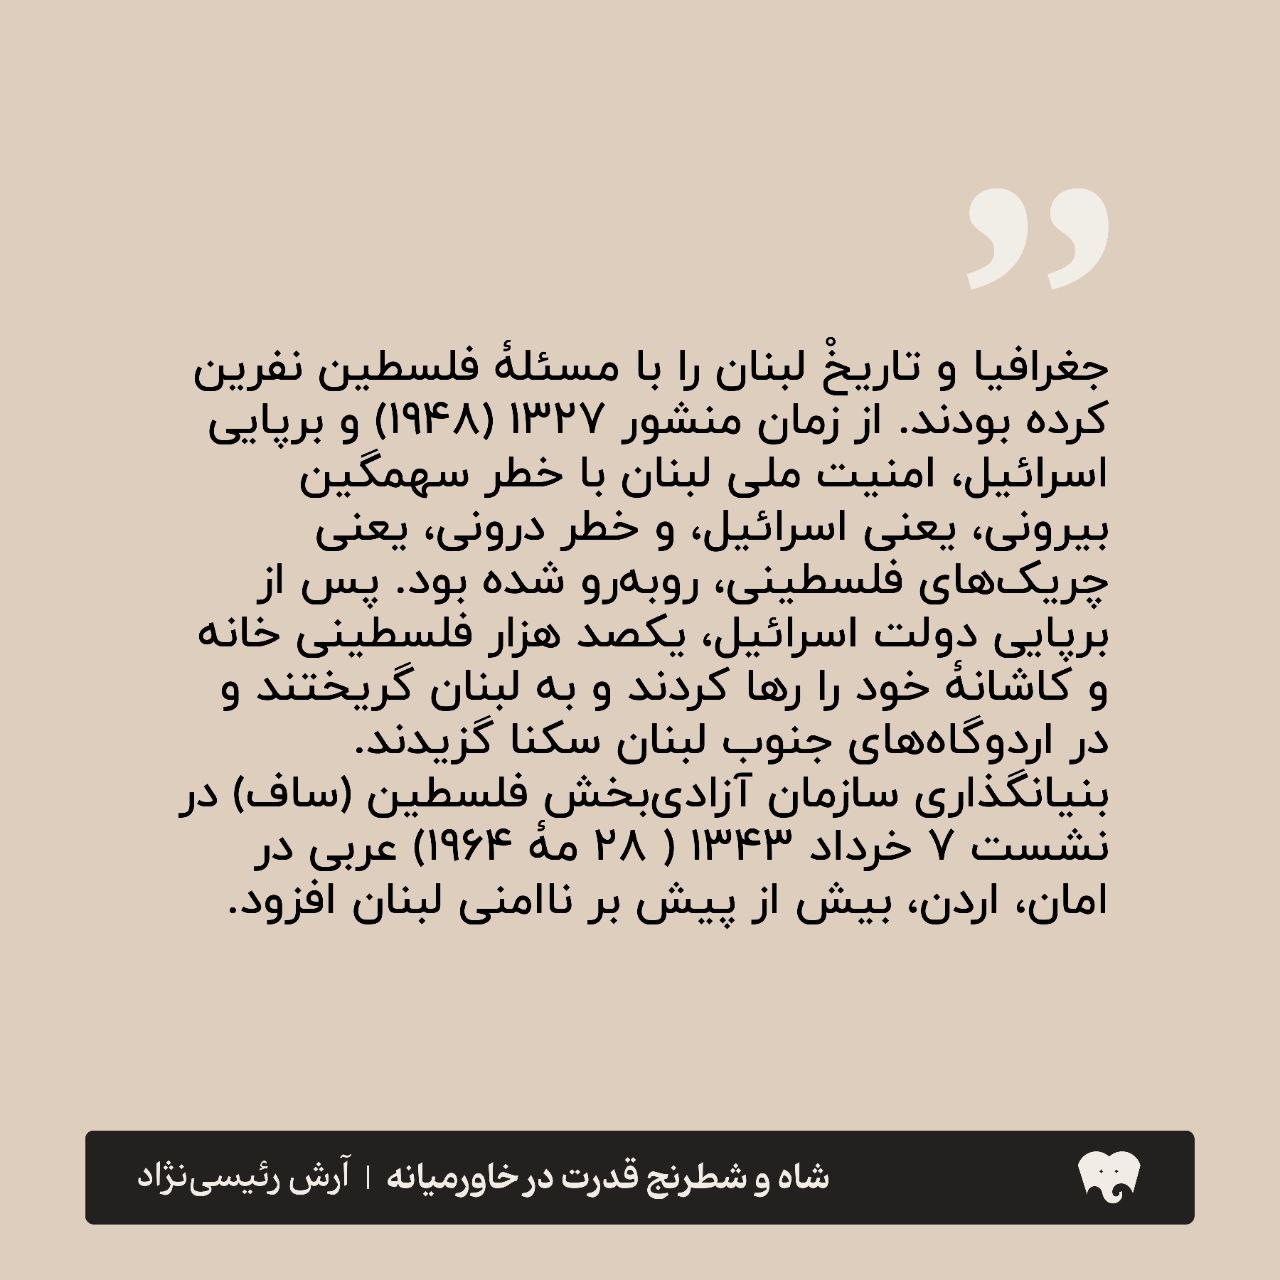 ”
جغرافیا و تاریخْ لبنان را با مسئلهٔ فلسطین نفرین
کرده بودند. از زمان منشور ۱۳۲۷ (۱۹۴۸) و برپایی
اسرائیل، امنیت ملی لبنان با خطر سهمگین
بیرونی، یعنی اسرائیل، و خطر درونی، یعنی
چریک‌های فلسطینی، روبه‌رو شده بود. پس از
برپایی دولت اسرائیل، یکصد هزار فلسطینی خانه
و کاشانهٔ خود را رها کردند و به لبنان گریختند و
در اردوگاه‌های جنوب لبنان سکنا گزیدند.
بنیانگذاری سازمان آزادی‌بخش فلسطین (ساف) در
نشست ۷ خرداد ۱۳۴۳ ( ۲۸ مهٔ ۱۹۶۴) عربی در
امان، اردن، بیش از پیش بر ناامنی لبنان افزود.
شاه و شطرنج قدرت در خاورمیانه | آرش رئیسی‌نژاد